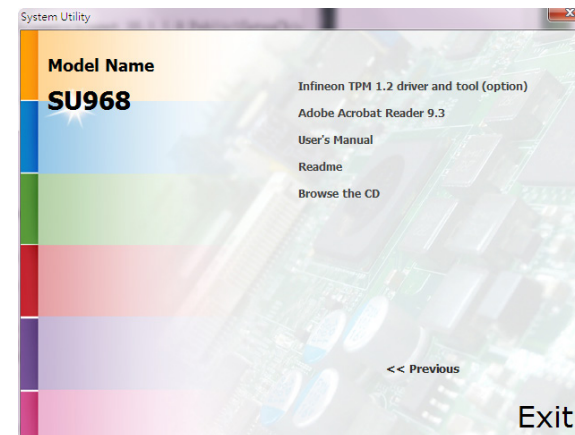 System Utility
Model Name
SU968
Infineon TPM 1.2 driver and tool (option)
Adobe Acrobat Reader 9.3
User's Manual
Readme
Browse the CD
<< Previous
Exit